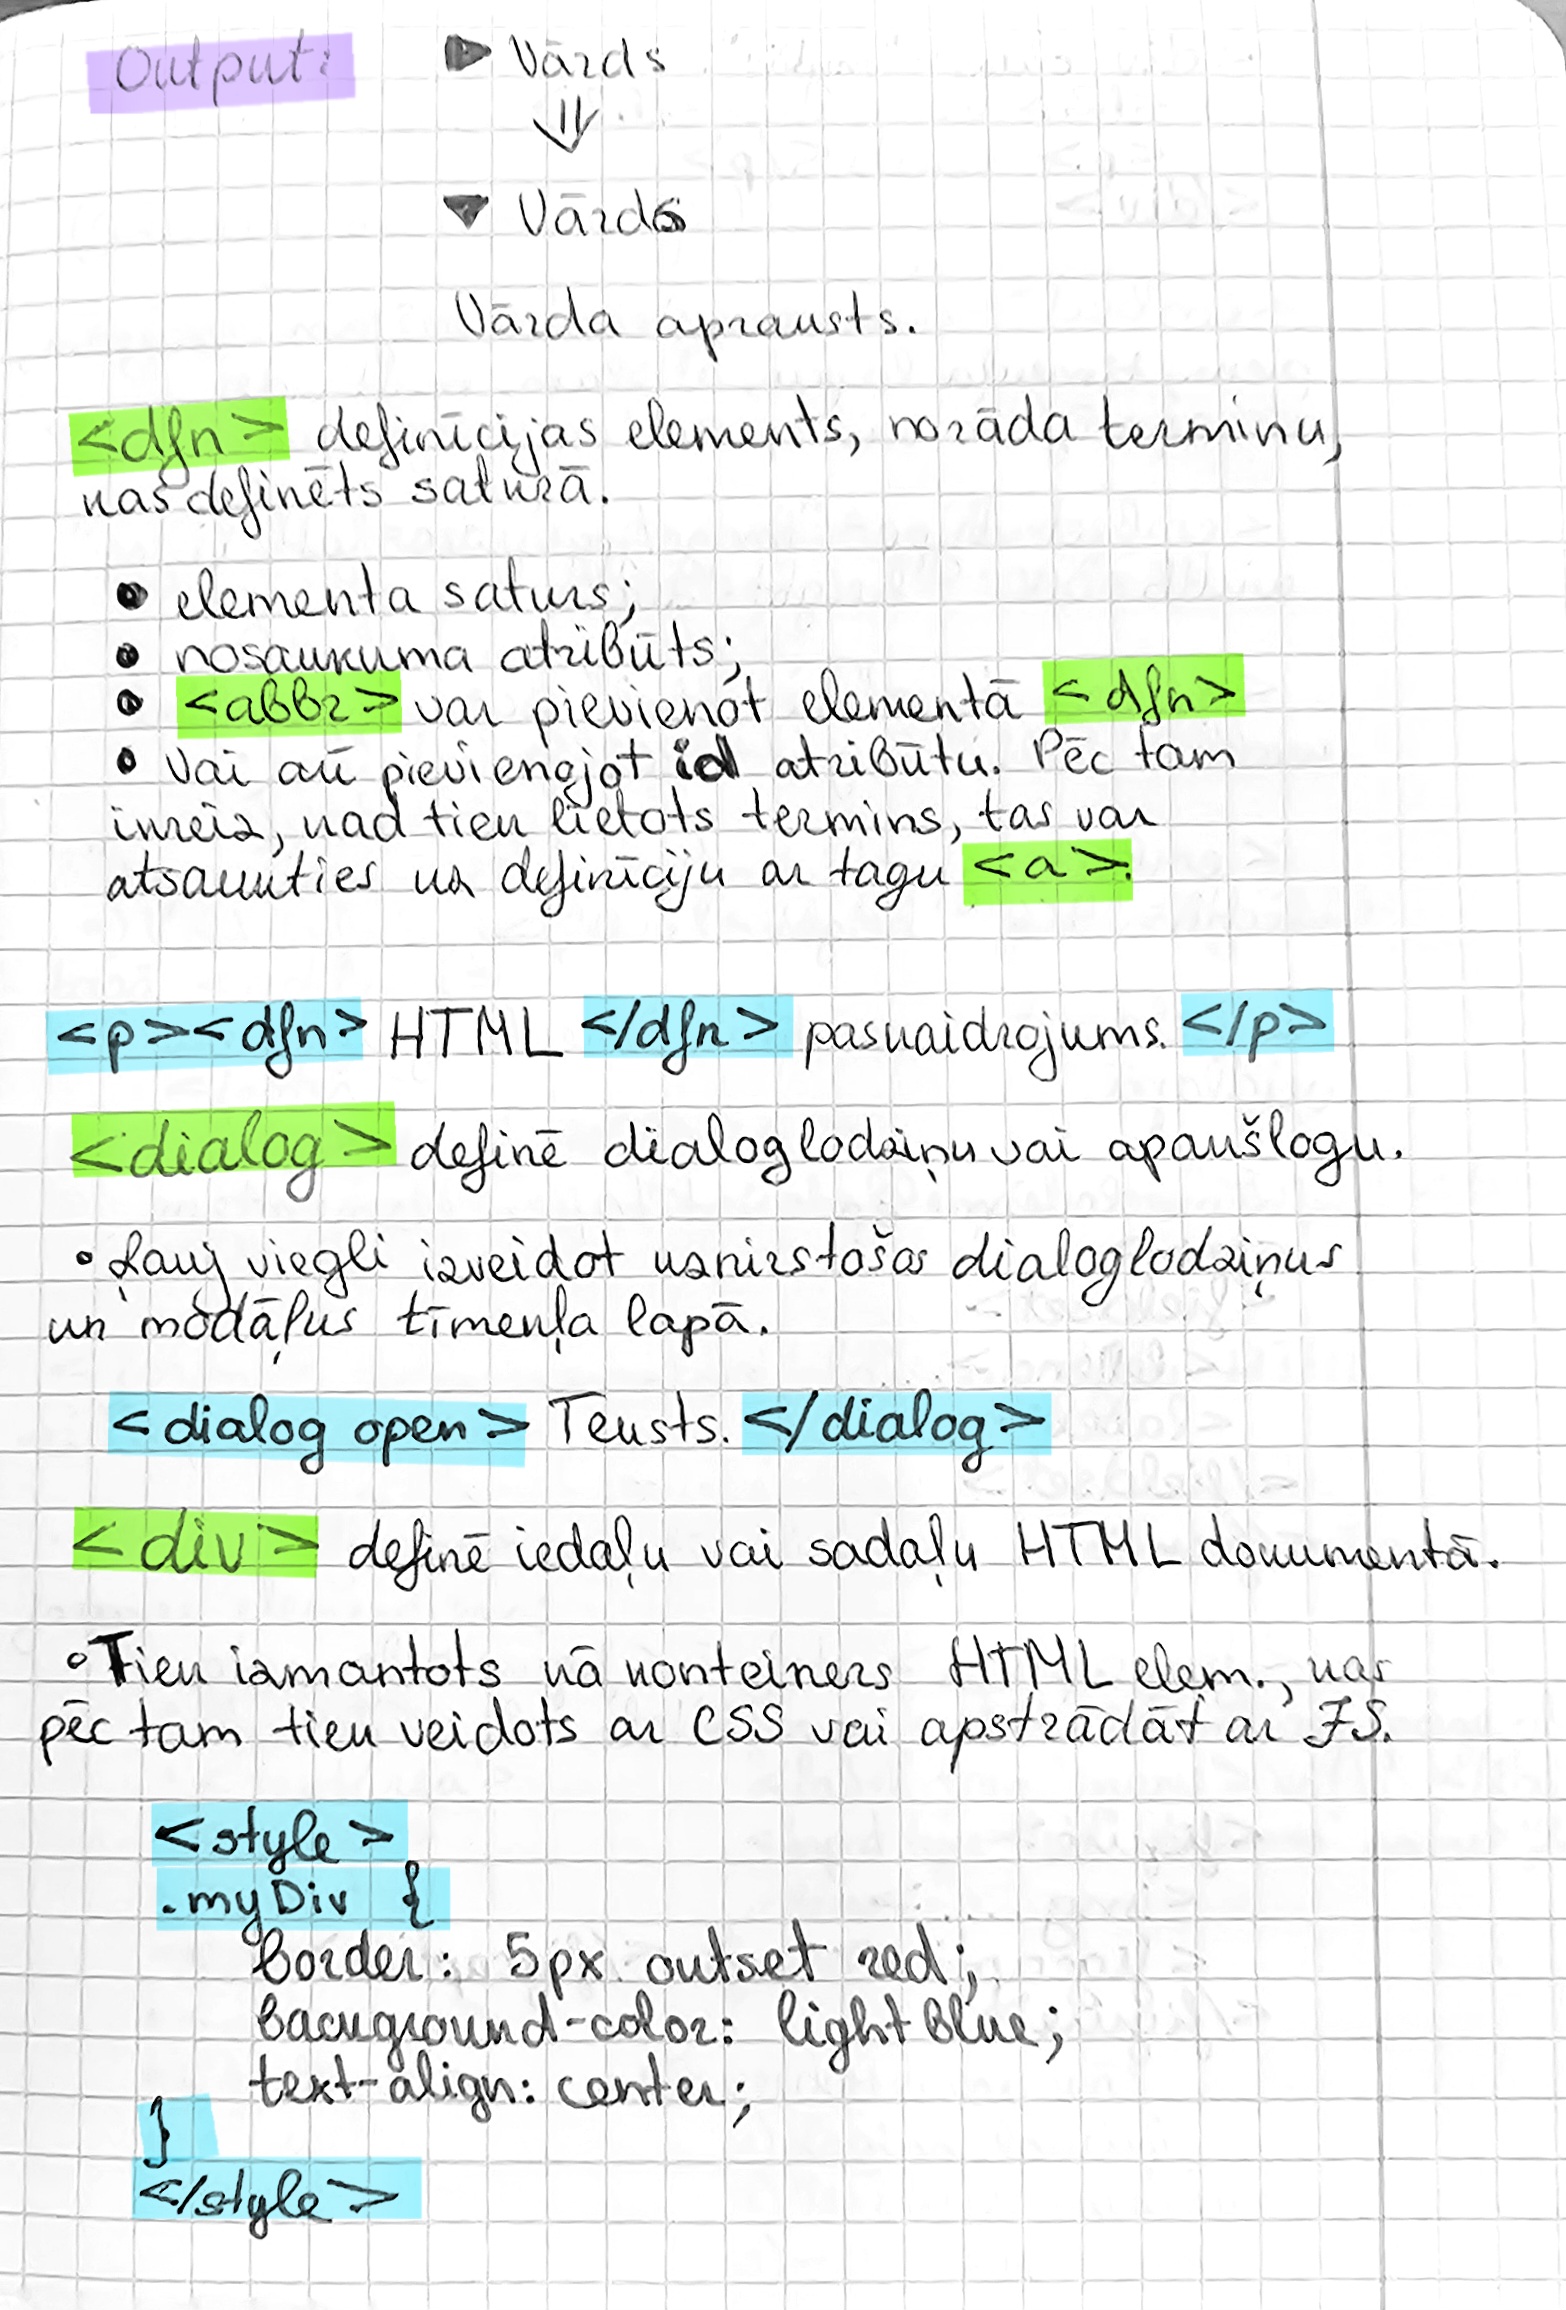 Output: ▶ Vārds
⇓
▼ Vārds
Vārda apraksts.
<dfn> definīcijas elements, norāda terminu,
kas definēts saturā.
• elementa saturs;
• nosaukuma atribūts;
• <abbr> var pievienot elementā <dfn>
• Vai arī pievienojot id atribūtu. Pēc tam
ikreiz, kad tiek lietots termins, tas var
atsaukties uz definīciju ar tagu <a>.
<p><dfn> HTML </dfn> paskaidrojums. </p>
<dialog> definē dialoglodziņu vai apakšlogu.
• Ļauj viegli izveidot uznirstošos dialoglodziņus
un modāļus tīmekļa lapā.
<dialog open> Teksts. </dialog>
<div> definē iedaļu vai sadaļu HTML dokumentā.
• Tiek izmantots kā konteiners HTML elem., kas
pēc tam tiek veidots ar CSS vai apstrādāt ar JS.
<style>
.myDiv {
border: 5px outset red;
background-color: lightblue;
text-align: center;
}
</style>